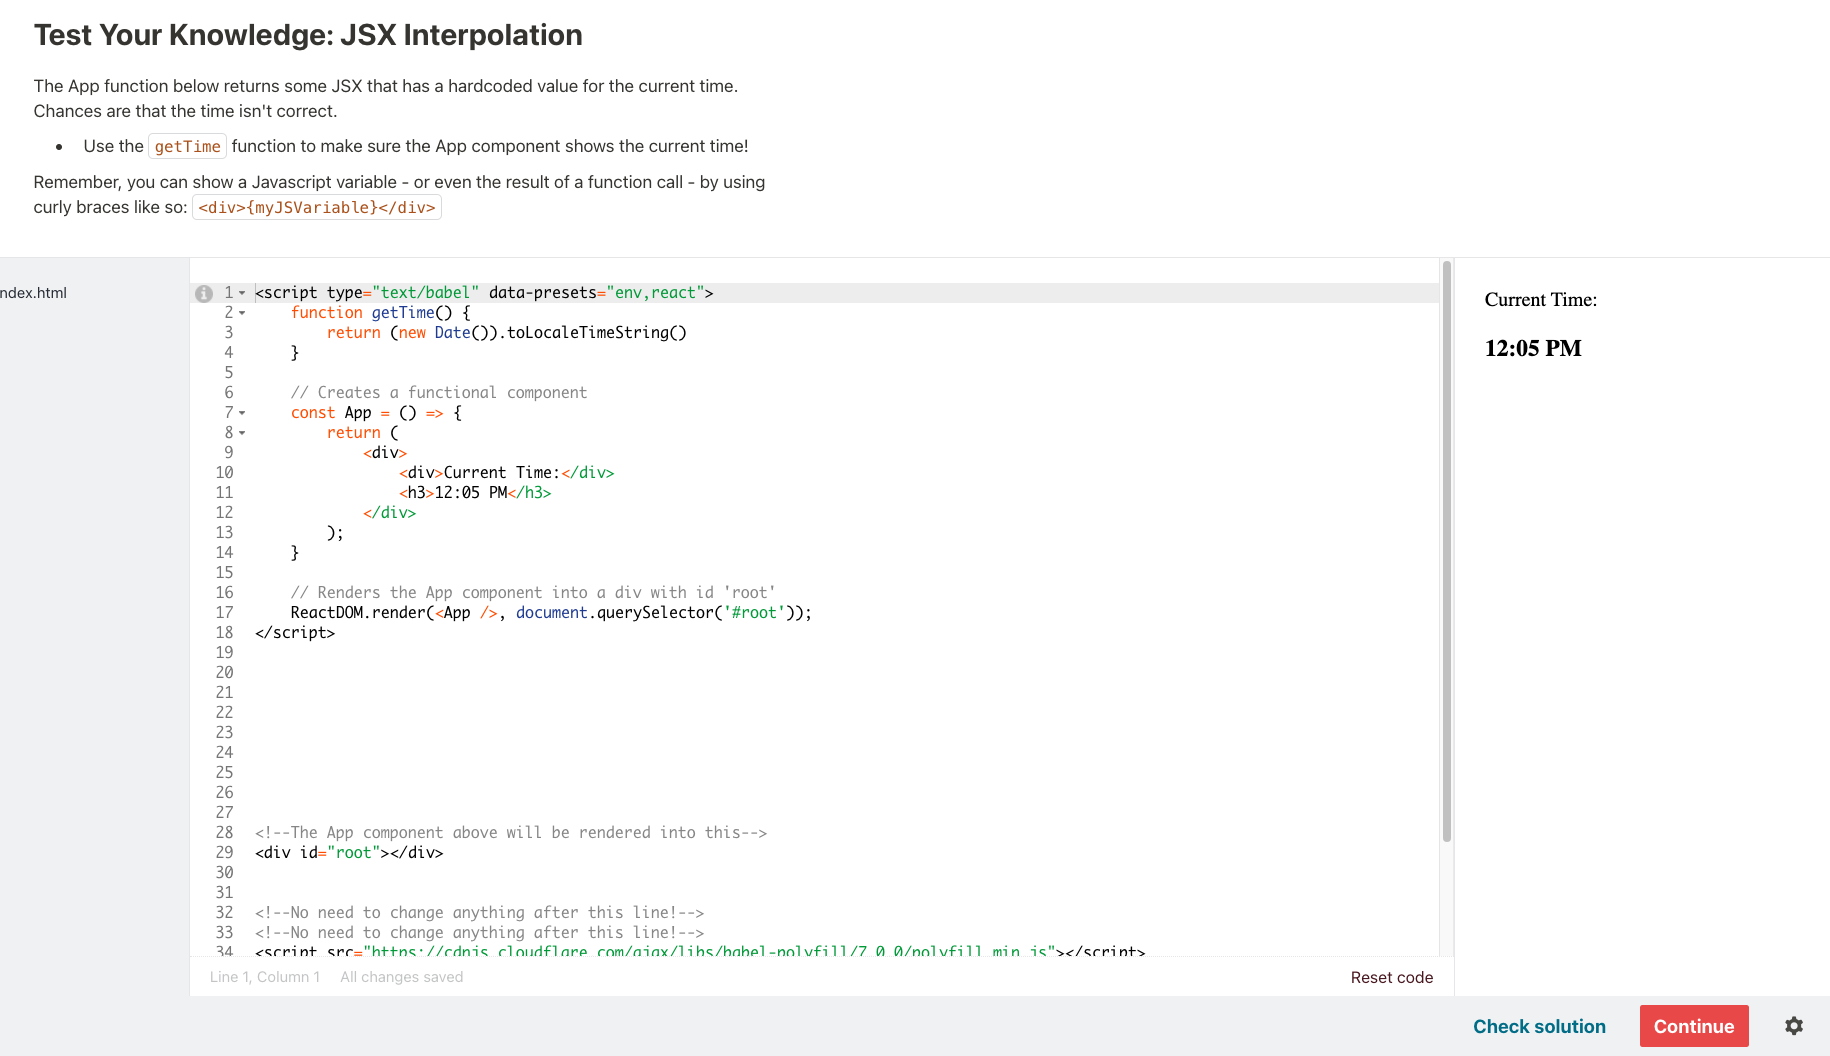 Test Your Knowledge: JSX Interpolation
The App function below returns some JSX that has a hardcoded value for the current time.
Chances are that the time isn't correct.
• Use the getTime function to make sure the App component shows the current time!
Remember, you can show a Javascript variable - or even the result of a function call - by using
curly braces like so: <div>{myJSVariable}</div>
ndex.html
1 <script type="text/babel" data-presets="env,react">
2     function getTime() {
3         return (new Date()).toLocaleTimeString()
4     }
5
6     // Creates a functional component
7     const App = () => {
8         return (
9             <div>
10                 <div>Current Time:</div>
11                 <h3>12:05 PM</h3>
12             </div>
13         );
14     }
15
16     // Renders the App component into a div with id 'root'
17     ReactDOM.render(<App />, document.querySelector('#root'));
18 </script>
19
20
21
22
23
24
25
26
27
28 <!--The App component above will be rendered into this-->
29 <div id="root"></div>
30
31
32 <!--No need to change anything after this line!-->
33 <!--No need to change anything after this line!-->
34 <script src="https://cdnjs.cloudflare.com/ajax/libs/babel-polyfill/7.0.0/polyfill.min.js"></script>
Line 1, Column 1 All changes saved
Reset code
Current Time:
12:05 PM
Check solution
Continue